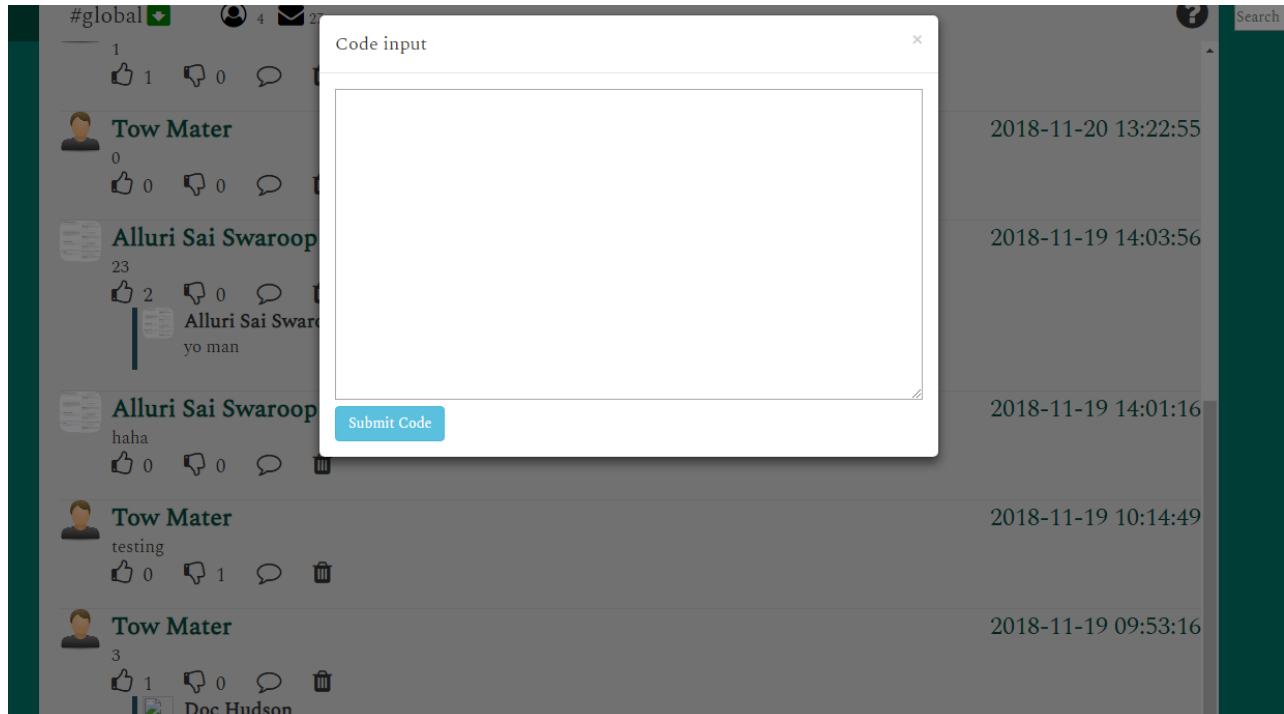 #global 4 27
Search
Code input ×
1
1 0
Tow Mater 2018-11-20 13:22:55
0
0 0
Alluri Sai Swaroop 2018-11-19 14:03:56
23
2 0
Alluri Sai
yo man
Alluri Sai Swaroop 2018-11-19 14:01:16
haha
0 0
Submit Code
Tow Mater 2018-11-19 10:14:49
testing
0 1
Tow Mater 2018-11-19 09:53:16
3
1 0
Doc Hudson